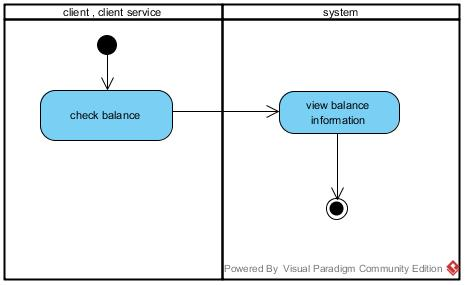 client , client service
system
check balance
view balance
information
Powered By Visual Paradigm Community Edition